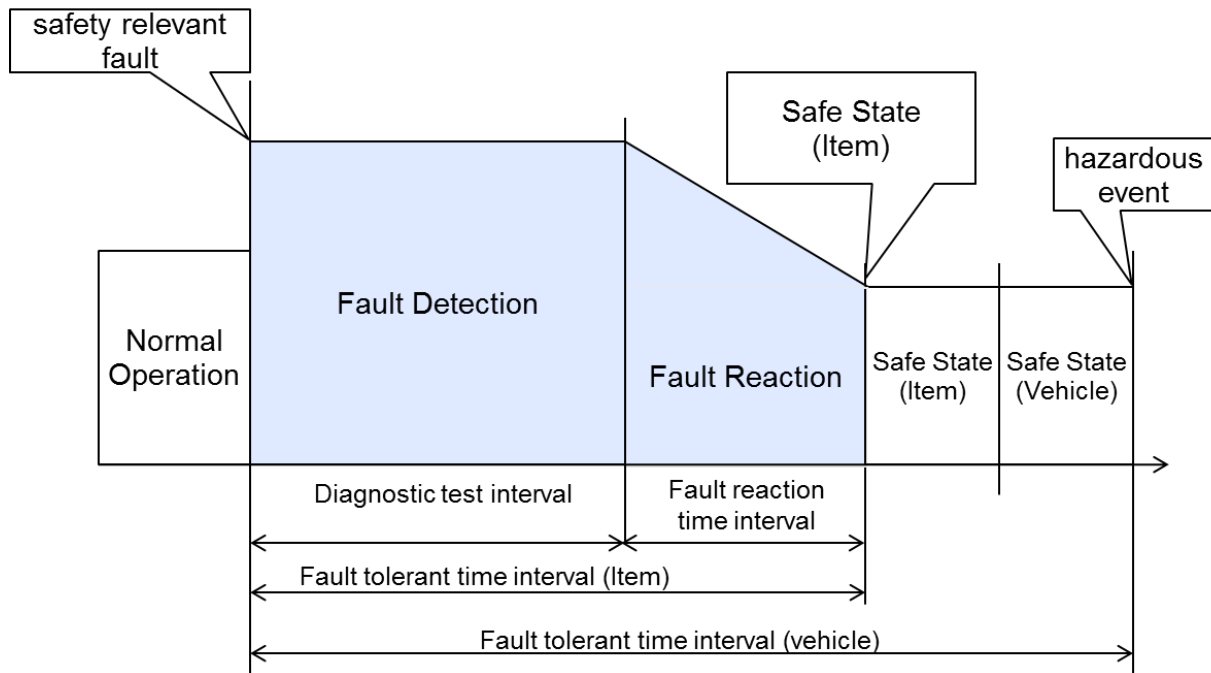 safety relevant
fault
Safe State
(Item)
hazardous
event
Normal
Operation
Fault Detection
Fault Reaction
Safe State
(Item)
Safe State
(Vehicle)
Diagnostic test interval
Fault reaction
time interval
Fault tolerant time interval (Item)
Fault tolerant time interval (vehicle)